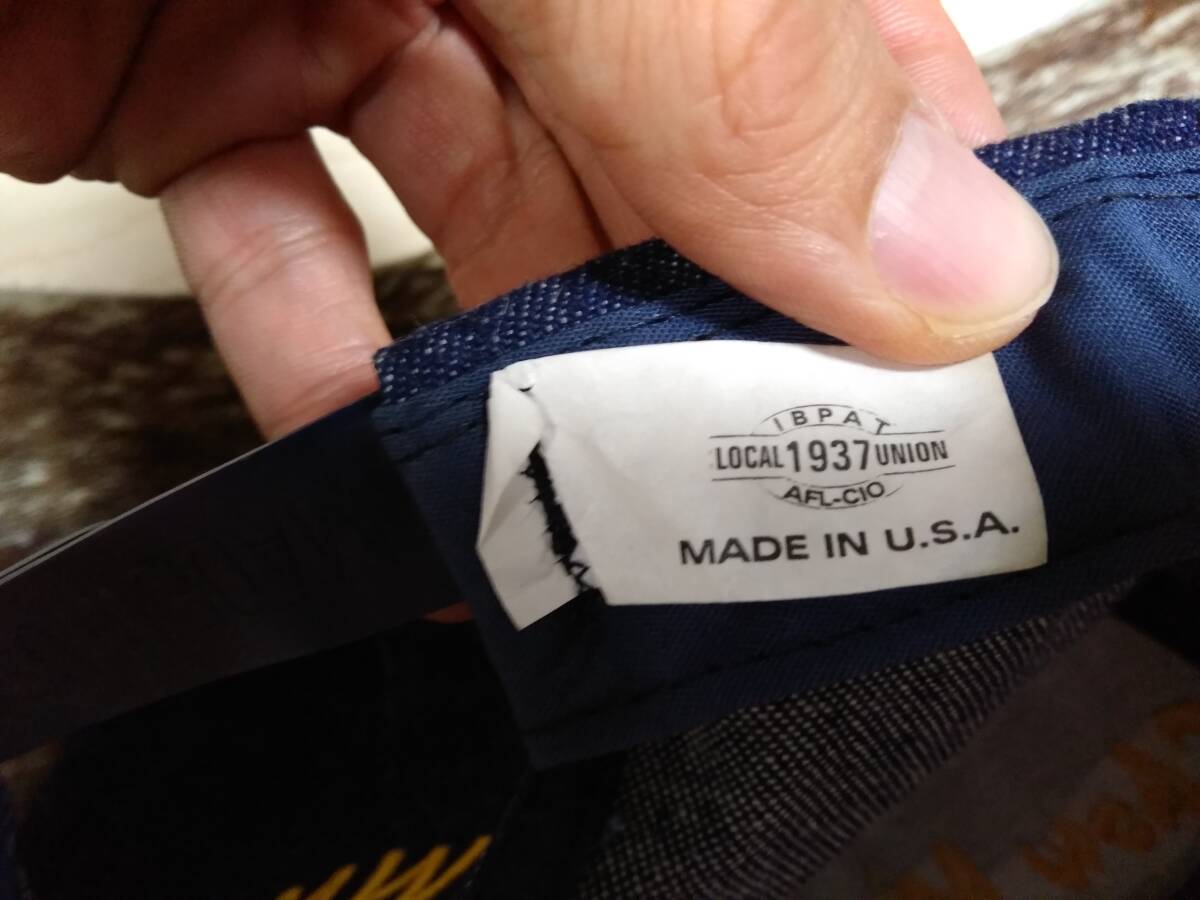 IBPAT
LOCAL 1937 UNION
AFL-CIO
MADE IN U.S.A.